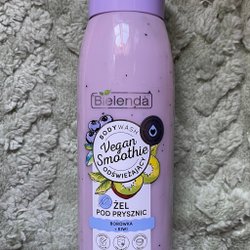 Bielenda
BODY WASH
Vegan
Smoothie
ODŚWIEŻAJĄCY
ŻEL
POD PRYSZNIC
BORÓWKA
+ KIWI